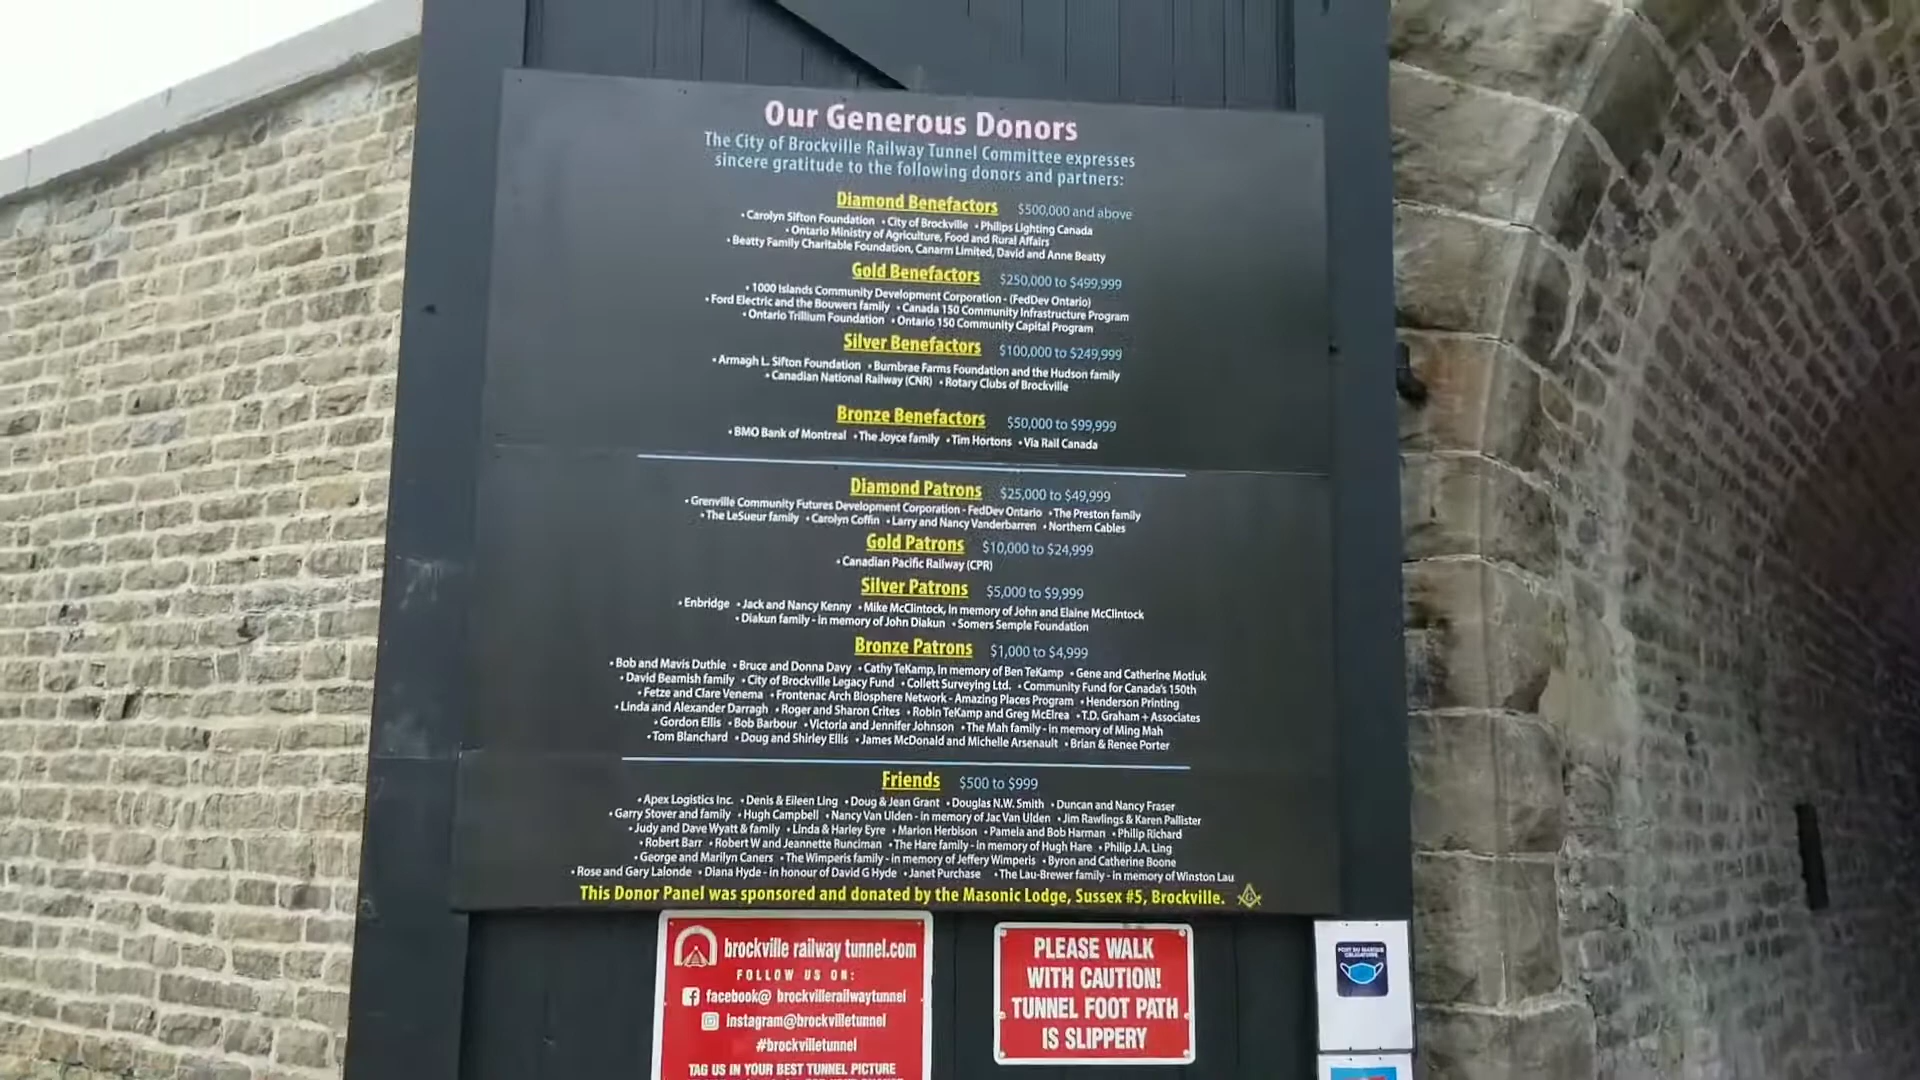 Our Generous Donors
The City of Brockville Railway Tunnel Committee expresses
sincere gratitude to the following donors and partners:
Diamond Benefactors $500,000 and above
• Carolyn Sifton Foundation • City of Brockville • Philips Lighting Canada
• Ontario Ministry of Agriculture, Food and Rural Affairs
• Beatty Family Charitable Foundation, Canarm Limited, David and Anne Beatty
Gold Benefactors $250,000 to $499,999
• 1000 Islands Community Development Corporation - (FedDev Ontario)
• Ford Electric and the Bouwers family • Canada 150 Community Infrastructure Program
• Ontario Trillium Foundation • Ontario 150 Community Capital Program
Silver Benefactors $100,000 to $249,999
• Armagh L. Sifton Foundation • Burnbrae Farms Foundation and the Hudson family
• Canadian National Railway (CNR) • Rotary Clubs of Brockville
Bronze Benefactors $50,000 to $99,999
• BMO Bank of Montreal • The Joyce family • Tim Hortons • Via Rail Canada
Diamond Patrons $25,000 to $49,999
• Grenville Community Futures Development Corporation - FedDev Ontario • The Preston family
• The LeSueur family • Carolyn Coffin • Larry and Nancy Vanderbarren • Northern Cables
Gold Patrons $10,000 to $24,999
• Canadian Pacific Railway (CPR)
Silver Patrons $5,000 to $9,999
• Enbridge • Jack and Nancy Kenny • Mike McClintock, In memory of John and Elaine McClintock
• Diakun family - in memory of John Diakun • Somers Semple Foundation
Bronze Patrons $1,000 to $4,999
• Bob and Mavis Duthie • Bruce and Donna Davy • Cathy TeKamp, in memory of Ben TeKamp • Gene and Catherine Motluk
• David Beamish family • City of Brockville Legacy Fund • Collett Surveying Ltd. • Community Fund for Canada's 150th
• Fetze and Clare Venema • Frontenac Arch Biosphere Network - Amazing Places Program • Henderson Printing
• Linda and Alexander Darragh • Roger and Sharon Crites • Robin TeKamp and Greg McElrea • T.D. Graham + Associates
• Gordon Ellis • Bob Barbour • Victoria and Jennifer Johnson • The Mah family - in memory of Ming Mah
• Tom Blanchard • Doug and Shirley Ellis • James McDonald and Michelle Arsenault • Brian & Renee Porter
Friends $500 to $999
• Apex Logistics Inc. • Denis & Eileen Ling • Doug & Jean Grant • Douglas N.W. Smith • Duncan and Nancy Fraser
• Garry Stover and family • Hugh Campbell • Nancy Van Ulden - in memory of Jac Van Ulden • Jim Rawlings & Karen Pallister
• Judy and Dave Wyatt & family • Linda & Harley Eyre • Marion Herbison • Pamela and Bob Harman • Philip Richard
• Robert Barr • Robert W and Jeannette Runciman • The Hare family - in memory of Hugh Hare • Philip J.A. Ling
• George and Marilyn Caners • The Wimperis family - in memory of Jeffery Wimperis • Byron and Catherine Boone
• Rose and Gary Lalonde • Diana Hyde - in honour of David G Hyde • Janet Purchase • The Lau-Brewer family - in memory of Winston Lau
This Donor Panel was sponsored and donated by the Masonic Lodge, Sussex #5, Brockville.
brockville railway tunnel.com
FOLLOW US ON:
facebook@ brockvillerailwaytunnel
instagram@brockvilletunnel
#brockvilletunnel
TAG US IN YOUR BEST TUNNEL PICTURE
PLEASE WALK
WITH CAUTION!
TUNNEL FOOT PATH
IS SLIPPERY
PORT DU MASQUE
OBLIGATOIRE